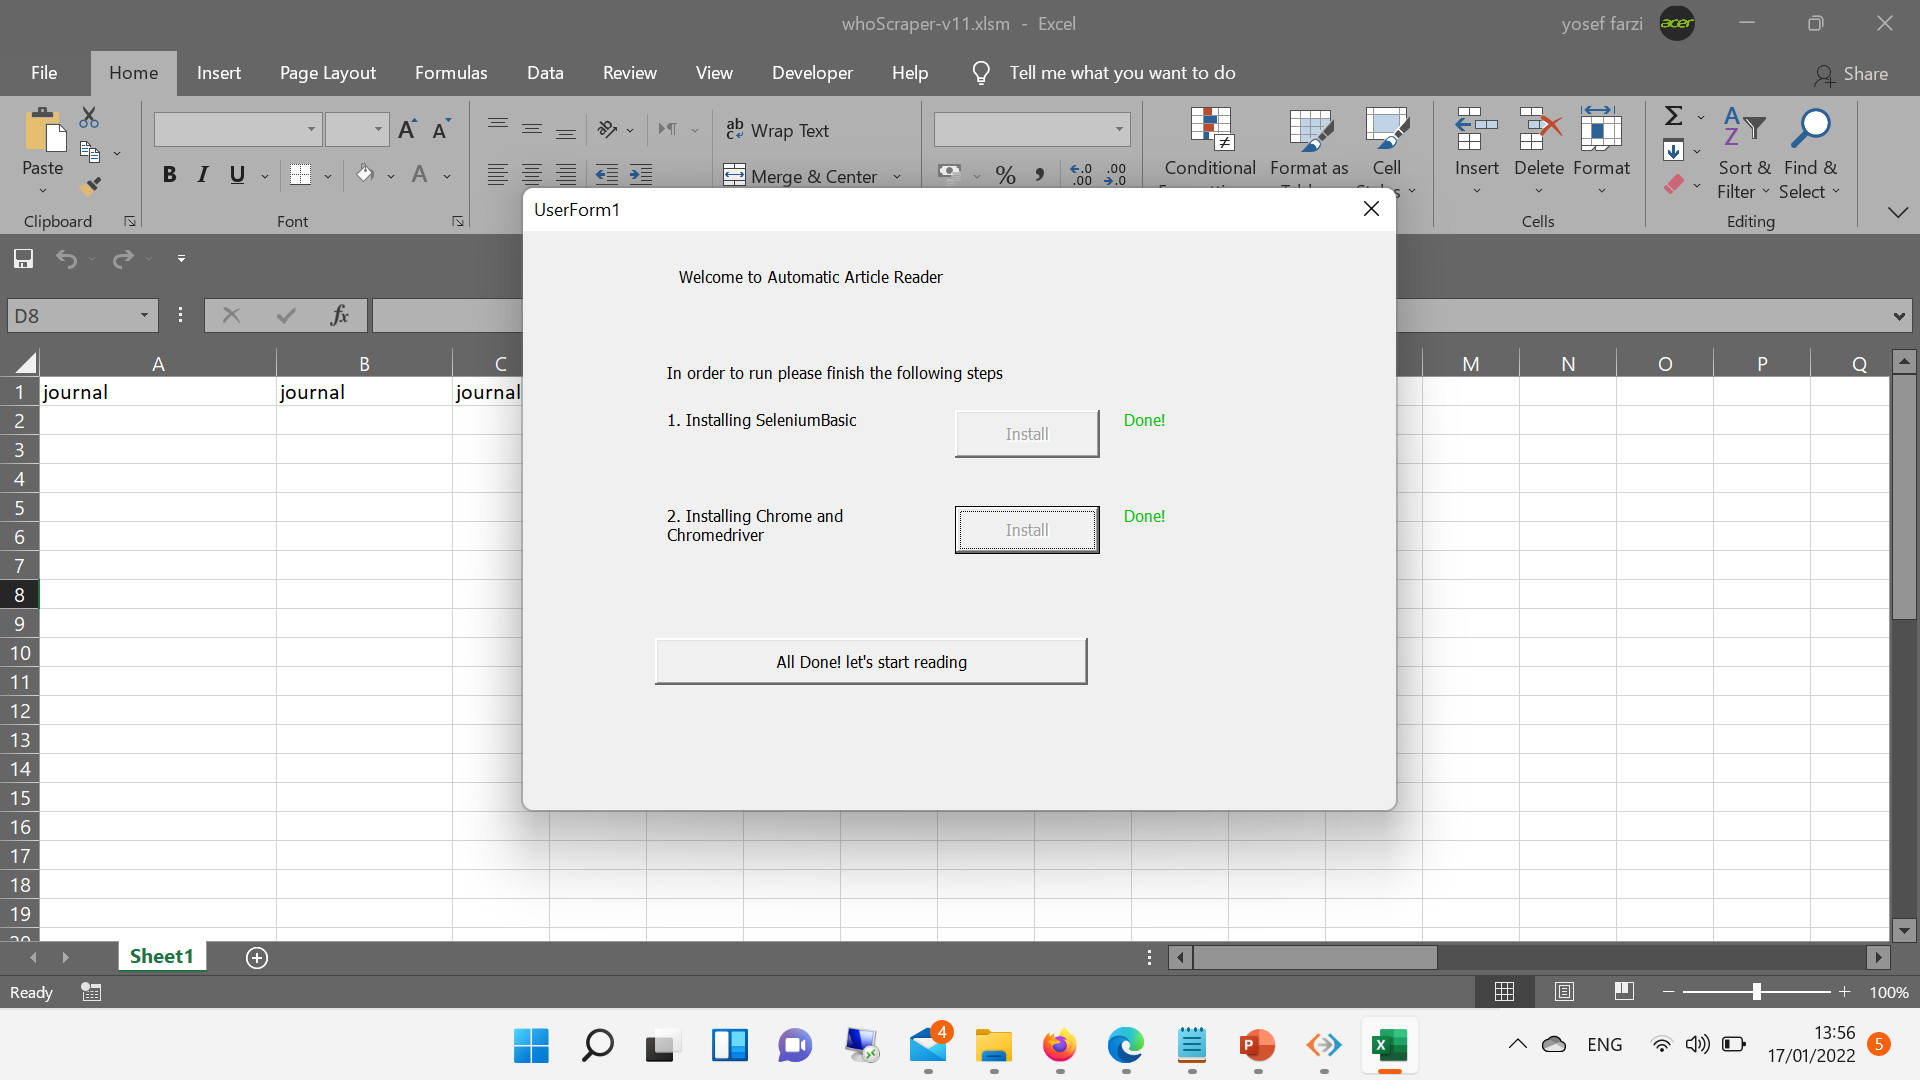 whoScraper-v11.xlsm - Excel
yosef farzi
acer
File Home Insert Page Layout Formulas Data Review View Developer Help Tell me what you want to do Share
Paste
Wrap Text
Merge & Center
Conditional
Format as
Cell
Insert Delete Format
Sort &
Filter
Find &
Select
B I U
Clipboard Font Cells Editing
UserForm1
Welcome to Automatic Article Reader
In order to run please finish the following steps
1. Installing SeleniumBasic
Install
Done!
2. Installing Chrome and
Chromedriver
Install
Done!
All Done! let's start reading
D8
fx
A B C M N O P Q
1 journal journal journal
2
3
4
5
6
7
8
9
10
11
12
13
14
15
16
17
18
19
Sheet1
Ready
100%
4
ENG
13:56
17/01/2022
5